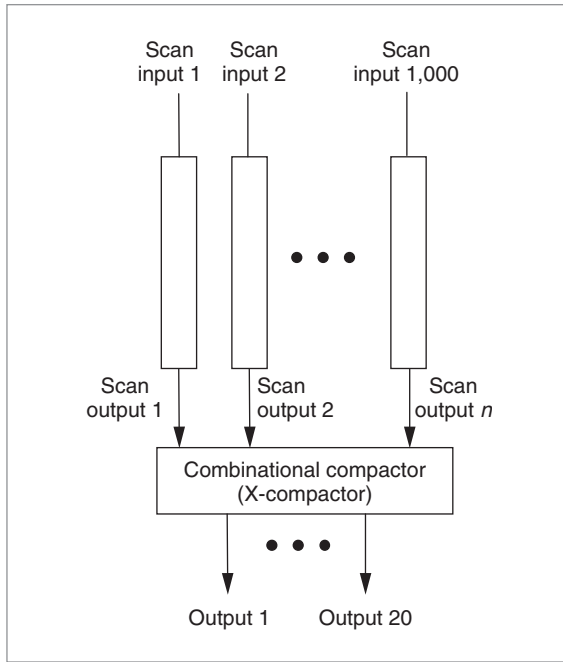 Scan
input 1
Scan
input 2
Scan
input 1,000
Scan
output 1
Scan
output 2
Scan
output n
Combinational compactor
(X-compactor)
Output 1
Output 20